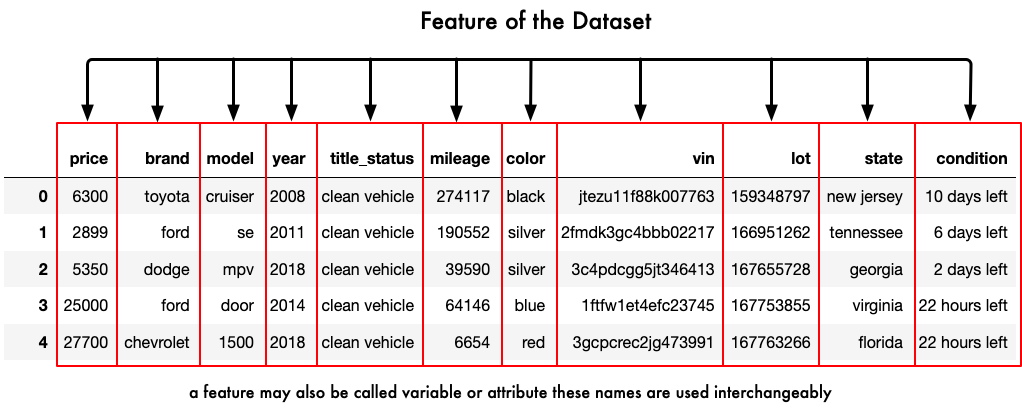 Feature of the Dataset
price brand model year title_status mileage color vin lot state condition
0 6300 toyota cruiser 2008 clean vehicle 274117 black jtezu11f88k007763 159348797 new jersey 10 days left
1 2899 ford se 2011 clean vehicle 190552 silver 2fmdk3gc4bbb02217 166951262 tennessee 6 days left
2 5350 dodge mpv 2018 clean vehicle 39590 silver 3c4pdcgg5jt346413 167655728 georgia 2 days left
3 25000 ford door 2014 clean vehicle 64146 blue 1ftfw1et4efc23745 167753855 virginia 22 hours left
4 27700 chevrolet 1500 2018 clean vehicle 6654 red 3gcpcrec2jg473991 167763266 florida 22 hours left
a feature may also be called variable or attribute these names are used interchangeably